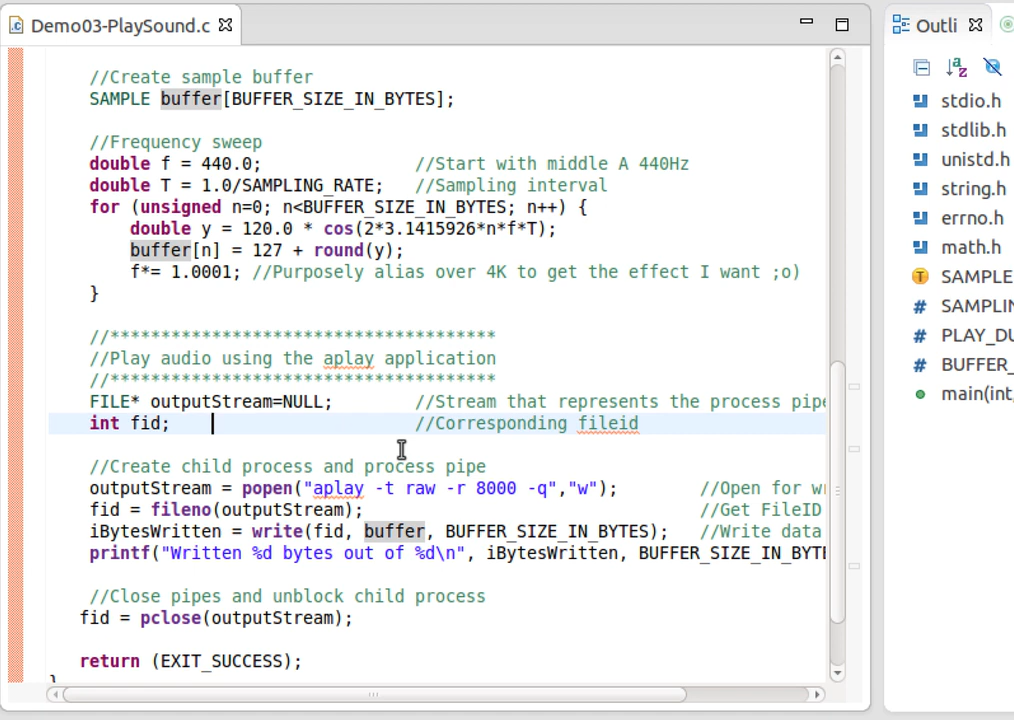 Demo03-PlaySound.c
//Create sample buffer
SAMPLE buffer[BUFFER_SIZE_IN_BYTES];
//Frequency sweep
double f = 440.0; //Start with middle A 440Hz
double T = 1.0/SAMPLING_RATE; //Sampling interval
for (unsigned n=0; n<BUFFER_SIZE_IN_BYTES; n++) {
double y = 120.0 * cos(2*3.1415926*n*f*T);
buffer[n] = 127 + round(y);
f*= 1.0001; //Purposely alias over 4K to get the effect I want ;o)
}
//**************************************
//Play audio using the aplay application
//**************************************
FILE* outputStream=NULL; //Stream that represents the process pipe
int fid; //Corresponding fileid
//Create child process and process pipe
outputStream = popen("aplay -t raw -r 8000 -q","w"); //Open for wr
fid = fileno(outputStream); //Get FileID
iBytesWritten = write(fid, buffer, BUFFER_SIZE_IN_BYTES); //Write data
printf("Written %d bytes out of %d\n", iBytesWritten, BUFFER_SIZE_IN_BYTE
//Close pipes and unblock child process
fid = pclose(outputStream);
return (EXIT_SUCCESS);
}
Outli
stdio.h
stdlib.h
unistd.h
string.h
errno.h
math.h
SAMPLE
SAMPLIN
PLAY_DU
BUFFER_
main(int,